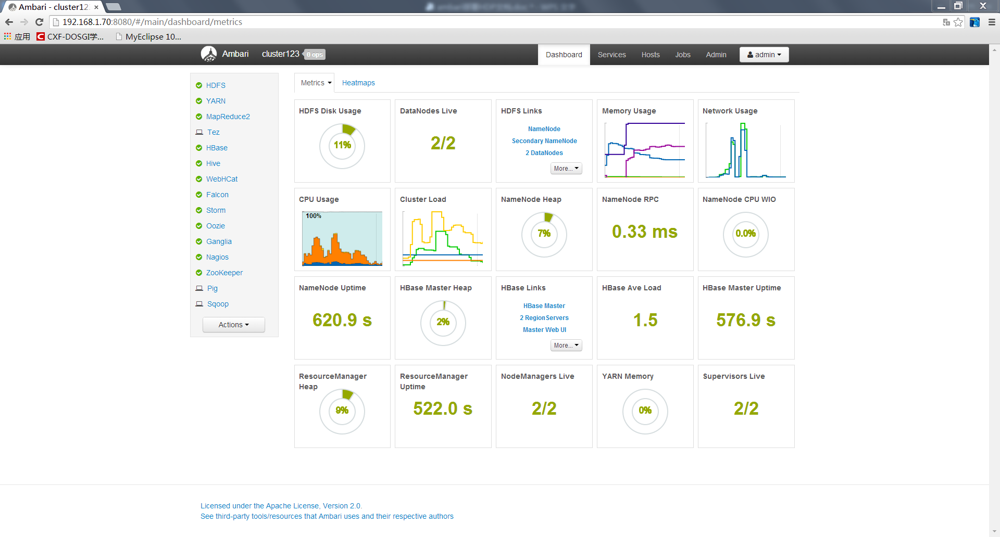 Ambari - cluster12
192.168.1.70:8080/#/main/dashboard/metrics
应用
CXF-DOSGI学...
MyEclipse 10...
Ambari
cluster123
0 ops
Dashboard
Services
Hosts
Jobs
Admin
admin
HDFS
YARN
MapReduce2
Tez
HBase
Hive
WebHCat
Falcon
Storm
Oozie
Ganglia
Nagios
ZooKeeper
Pig
Sqoop
Actions
Metrics
Heatmaps
HDFS Disk Usage
11%
DataNodes Live
2/2
HDFS Links
NameNode
Secondary NameNode
2 DataNodes
More...
Memory Usage
Network Usage
CPU Usage
100%
Cluster Load
NameNode Heap
7%
NameNode RPC
0.33 ms
NameNode CPU WIO
0.0%
NameNode Uptime
620.9 s
HBase Master Heap
2%
HBase Links
HBase Master
2 RegionServers
Master Web UI
More...
HBase Ave Load
1.5
HBase Master Uptime
576.9 s
ResourceManager
Heap
9%
ResourceManager
Uptime
522.0 s
NodeManagers Live
2/2
YARN Memory
0%
Supervisors Live
2/2
Licensed under the Apache License, Version 2.0.
See third-party tools/resources that Ambari uses and their respective authors